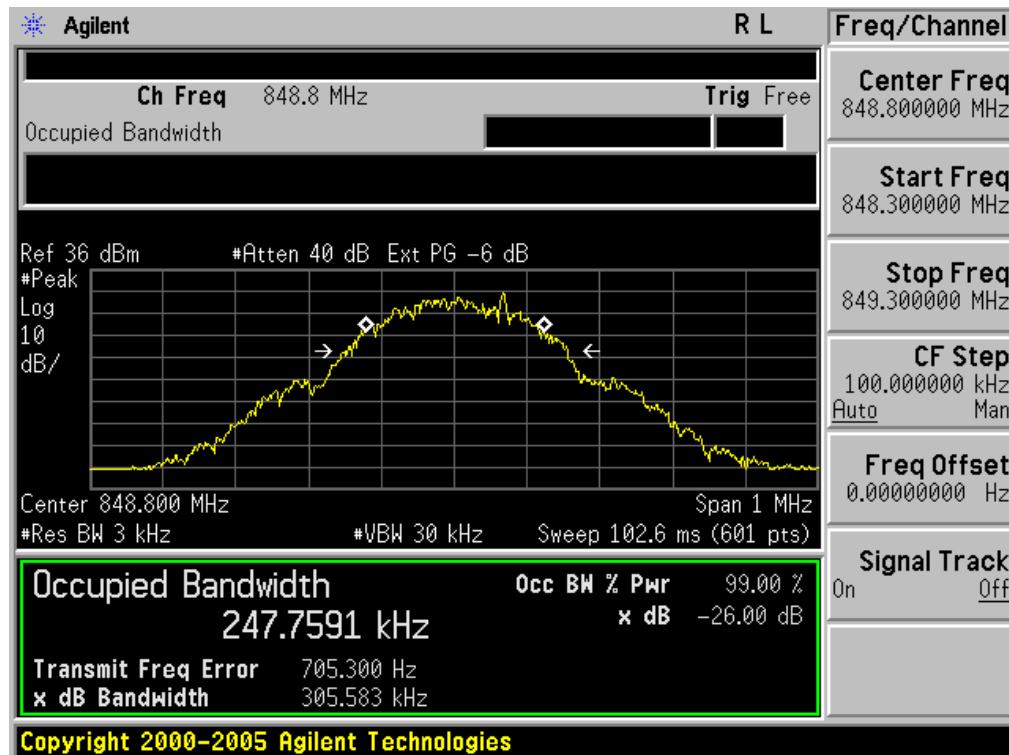 Agilent R L
Ch Freq 848.8 MHz Trig Free
Occupied Bandwidth
Ref 36 dBm #Atten 40 dB Ext PG -6 dB
#Peak
Log
10
dB/
Center 848.800 MHz Span 1 MHz
#Res BW 3 kHz #VBW 30 kHz Sweep 102.6 ms (601 pts)
Occupied Bandwidth Occ BW % Pwr 99.00 %
247.7591 kHz x dB -26.00 dB
Transmit Freq Error 705.300 Hz
x dB Bandwidth 305.583 kHz
Copyright 2000-2005 Agilent Technologies
Freq/Channel
Center Freq
848.800000 MHz
Start Freq
848.300000 MHz
Stop Freq
849.300000 MHz
CF Step
100.000000 kHz
Auto Man
Freq Offset
0.00000000 Hz
Signal Track
On Off